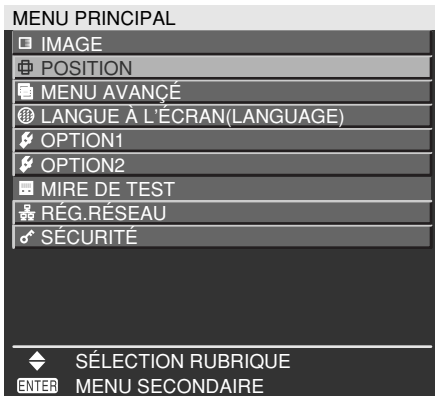 MENU PRINCIPAL
IMAGE
POSITION
MENU AVANÇÉ
LANGUE À L'ÉCRAN(LANGUAGE)
OPTION1
OPTION2
MIRE DE TEST
RÉG.RÉSEAU
SÉCURITÉ
SÉLECTION RUBRIQUE
ENTER MENU SECONDAIRE